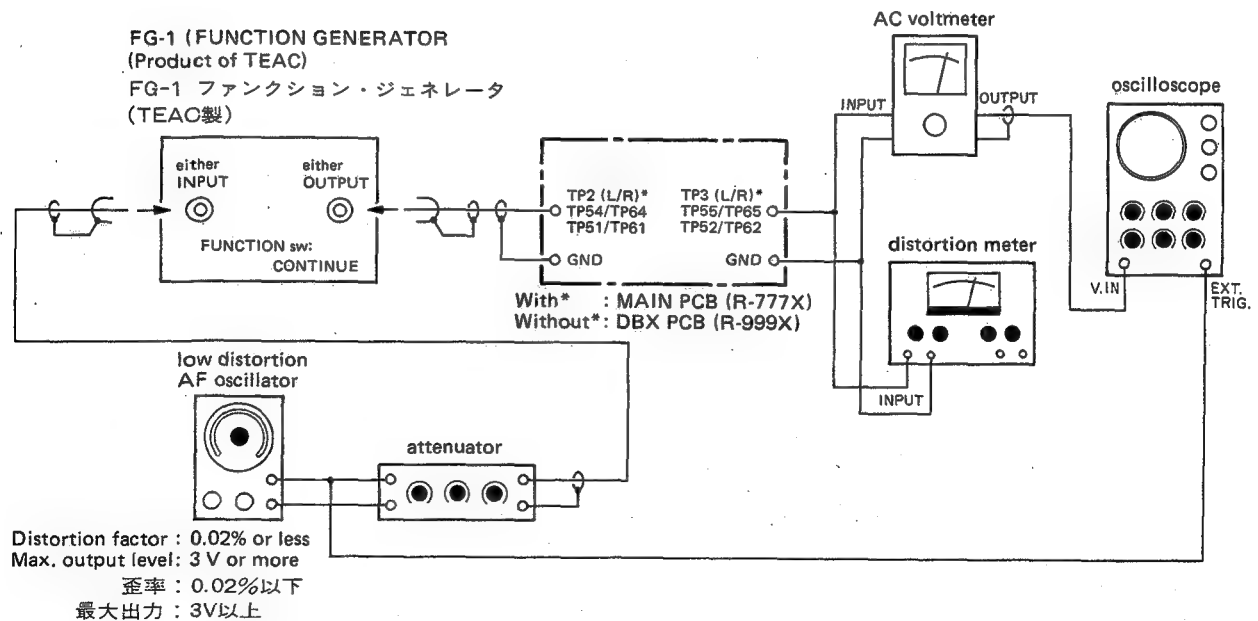 FG-1 (FUNCTION GENERATOR
(Product of TEAC)
FG-1 ファンクション・ジェネレータ
(TEAC製)
either
INPUT
either
OUTPUT
FUNCTION sw:
CONTINUE
TP2 (L/R)*
TP54/TP64
TP51/TP61
GND
TP3 (L/R)*
TP55/TP65
TP52/TP62
GND
With* : MAIN PCB (R-777X)
Without* : DBX PCB (R-999X)
AC voltmeter
INPUT
OUTPUT
oscilloscope
V.IN
EXT.
TRIG.
distortion meter
INPUT
low distortion
AF oscillator
attenuator
Distortion factor : 0.02% or less
Max. output level: 3 V or more
歪率 : 0.02%以下
最大出力 : 3V以上